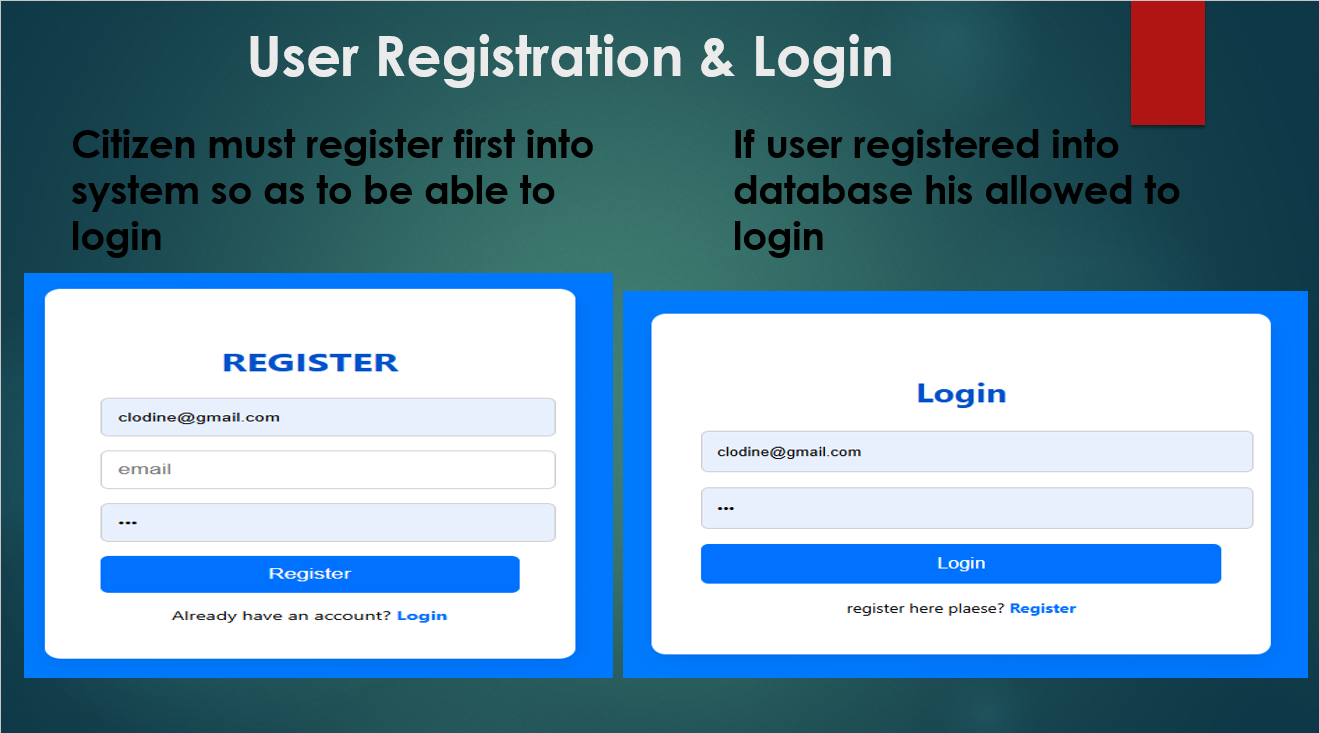 User Registration & Login
Citizen must register first into
system so as to be able to
login
If user registered into
database his allowed to
login
REGISTER
clodine@gmail.com
email
•••
Register
Already have an account? Login
Login
clodine@gmail.com
•••
Login
register here plaese? Register